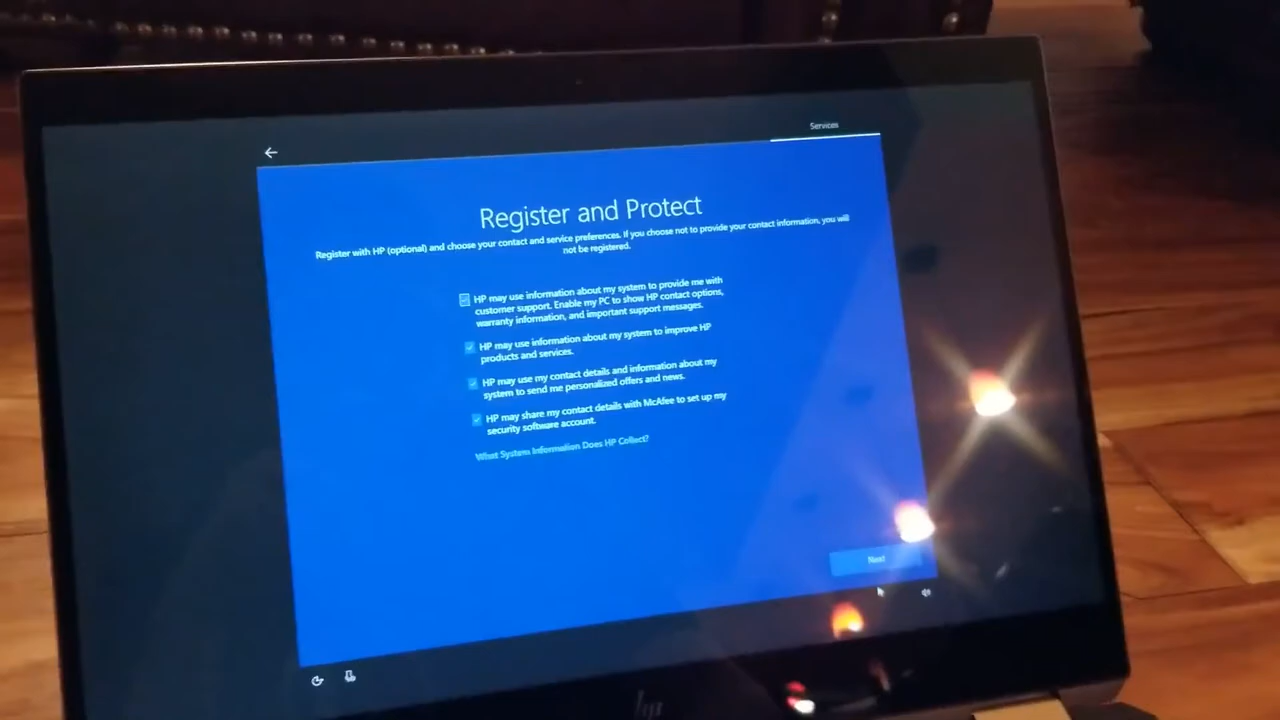 Services
Register and Protect
Register with HP (optional) and choose your contact and service preferences. If you choose not to provide your contact information, you will
not be registered.
HP may use information about my system to provide me with
customer support. Enable my PC to show HP contact options,
warranty information, and important support messages.
HP may use information about my system to improve HP
products and services.
HP may use my contact details and information about my
system to send me personalized offers and news.
HP may share my contact details with McAfee to set up my
security software account.
What System Information Does HP Collect?
Next
hp